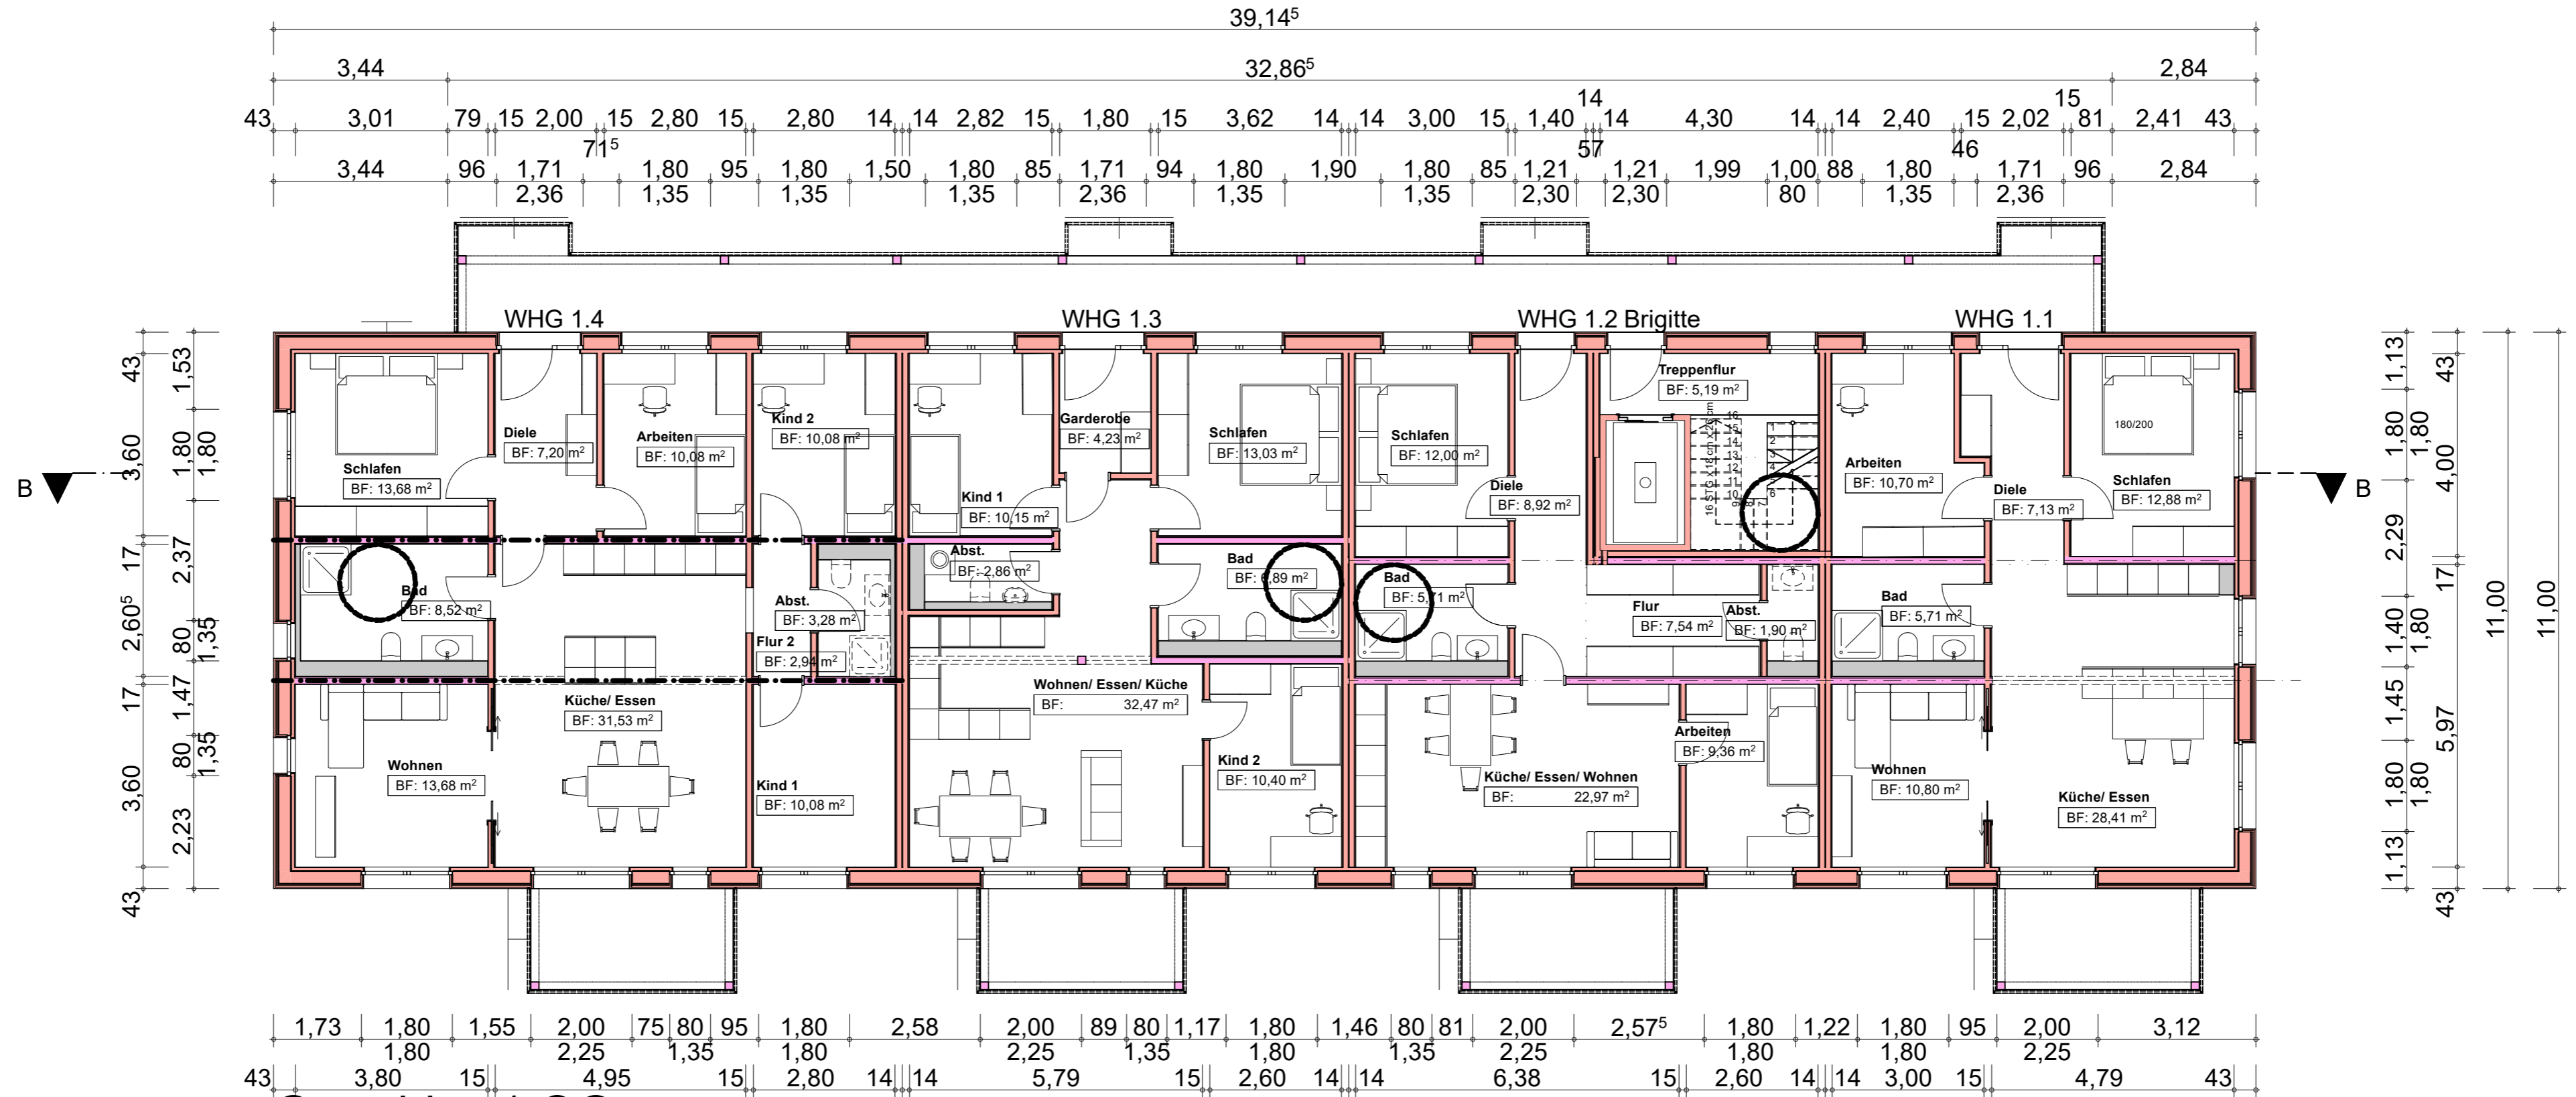 39,14⁵
3,44 32,86⁵ 2,84
14 15
43 3,01 79 15 2,00 15 2,80 15 2,80 14 14 2,82 15 1,80 15 3,62 14 14 3,00 15 1,40 14 4,30 14 14 2,40 15 2,02 81 2,41 43
71⁵ 57 46
3,44 96 1,71 1,80 95 1,80 1,50 1,80 85 1,71 94 1,80 1,90 1,80 85 1,21 1,21 1,99 1,00 88 1,80 1,71 96 2,84
2,36 1,35 1,35 1,35 2,36 1,35 1,35 2,30 2,30 80 1,35 2,36
WHG 1.4 WHG 1.3 WHG 1.2 Brigitte WHG 1.1
B
B
43 3,60 17 2,60⁵ 17 3,60 43
1,53 1,80 2,37 80 1,47 80 2,23
1,80 1,35 1,35
Schlafen
BF: 13,68 m²
Diele
BF: 7,20 m²
Arbeiten
BF: 10,08 m²
Kind 2
BF: 10,08 m²
Bad
BF: 8,52 m²
Abst.
BF: 3,28 m²
Flur 2
BF: 2,94 m²
Küche/ Essen
BF: 31,53 m²
Wohnen
BF: 13,68 m²
Kind 1
BF: 10,08 m²
Kind 1
BF: 10,15 m²
Garderobe
BF: 4,23 m²
Schlafen
BF: 13,03 m²
Abst.
BF: 2,86 m²
Bad
BF: 6,89 m²
Wohnen/ Essen/ Küche
BF: 32,47 m²
Kind 2
BF: 10,40 m²
Schlafen
BF: 12,00 m²
Diele
BF: 8,92 m²
Treppenflur
BF: 5,19 m²
Bad
BF: 5,71 m²
Flur
BF: 7,54 m²
Abst.
BF: 1,90 m²
Küche/ Essen/ Wohnen
BF: 22,97 m²
Arbeiten
BF: 9,36 m²
Arbeiten
BF: 10,70 m²
Diele
BF: 7,13 m²
180/200
Schlafen
BF: 12,88 m²
Bad
BF: 5,71 m²
Wohnen
BF: 10,80 m²
Küche/ Essen
BF: 28,41 m²
1,13 1,80 2,29 1,40 1,45 1,80 1,13
1,80 1,80 1,80
43 4,00 17 5,97 43
11,00
11,00
1,73 1,80 1,55 2,00 75 80 95 1,80 2,58 2,00 89 80 1,17 1,80 1,46 80 81 2,00 2,57⁵ 1,80 1,22 1,80 95 2,00 3,12
1,80 2,25 1,35 1,80 2,25 1,35 1,80 1,35 2,25 1,80 1,80 2,25
43 3,80 15 4,95 15 2,80 14 14 5,79 15 2,60 14 14 6,38 15 2,60 14 14 3,00 15 4,79 43